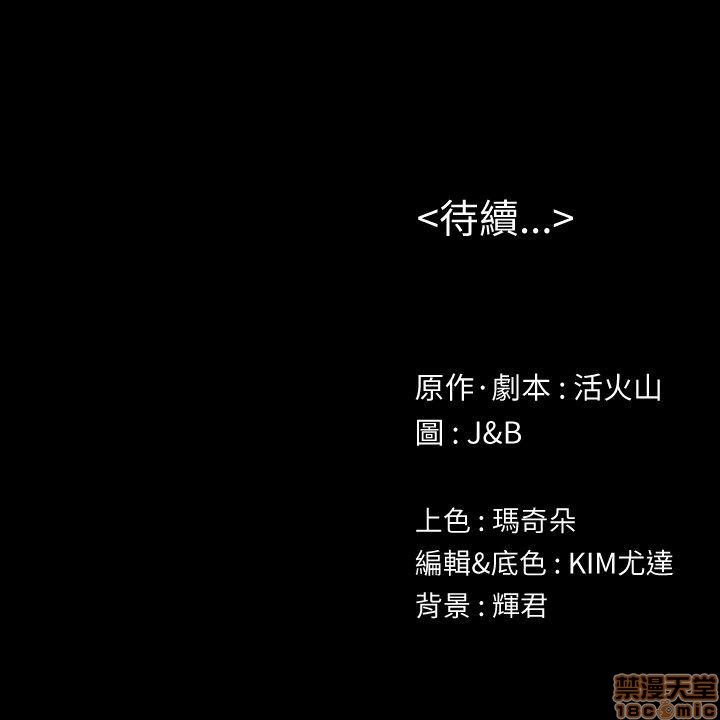 <待續...>
原作·劇本 : 活火山
圖 : J&B
上色 : 瑪奇朵
編輯&底色 : KIM尤達
背景 : 輝君
禁漫天堂
18comic